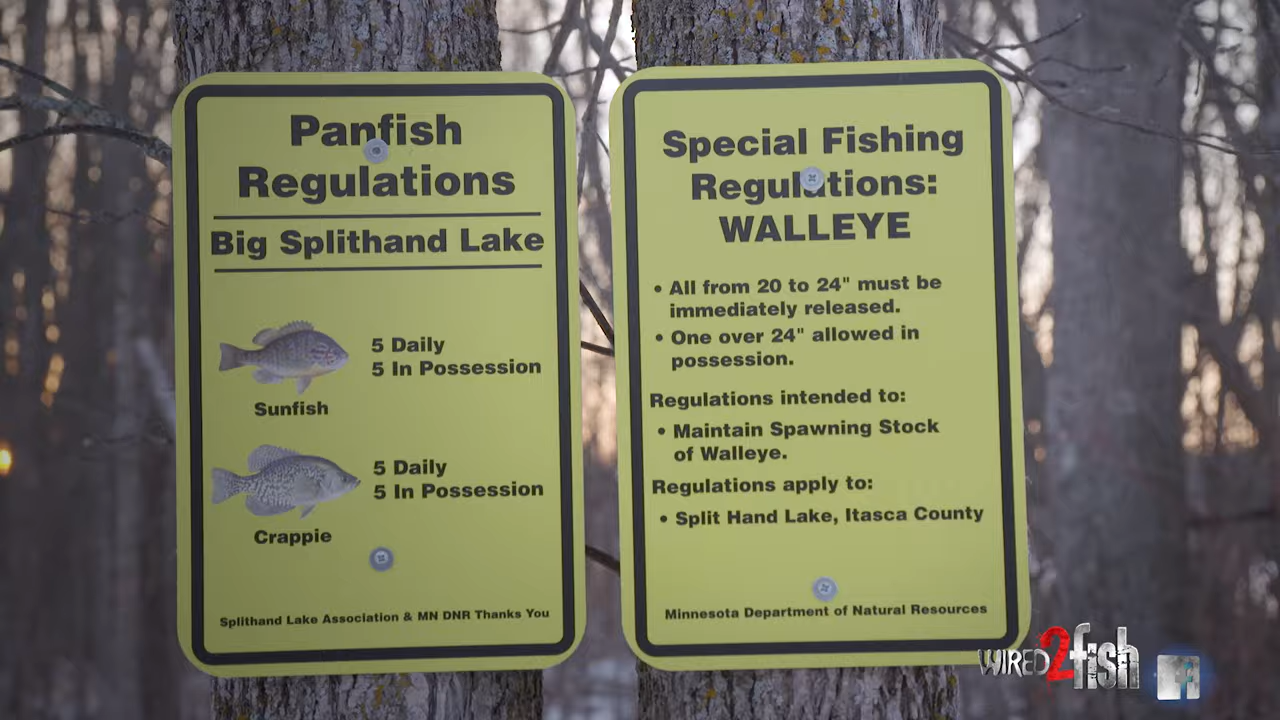 Panfish
Regulations
Big Splithand Lake
5 Daily
5 In Possession
Sunfish
5 Daily
5 In Possession
Crappie
Splithand Lake Association & MN DNR Thanks You
Special Fishing
Regulations:
WALLEYE
• All from 20 to 24" must be
immediately released.
• One over 24" allowed in
possession.
Regulations intended to:
• Maintain Spawning Stock
of Walleye.
Regulations apply to:
• Split Hand Lake, Itasca County
Minnesota Department of Natural Resources
WIRED2fish